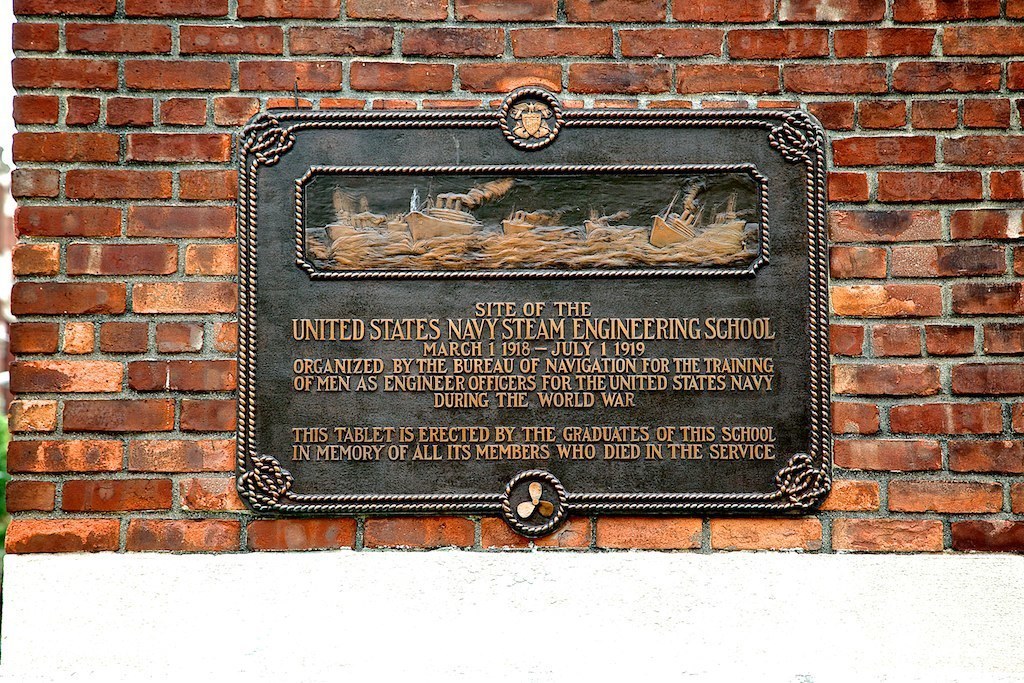 SITE OF THE
UNITED STATES NAVY STEAM ENGINEERING SCHOOL
MARCH 1 1918 — JULY 1 1919
ORGANIZED BY THE BUREAU OF NAVIGATION FOR THE TRAINING
OF MEN AS ENGINEER OFFICERS FOR THE UNITED STATES NAVY
DURING THE WORLD WAR
THIS TABLET IS ERECTED BY THE GRADUATES OF THIS SCHOOL
IN MEMORY OF ALL ITS MEMBERS WHO DIED IN THE SERVICE